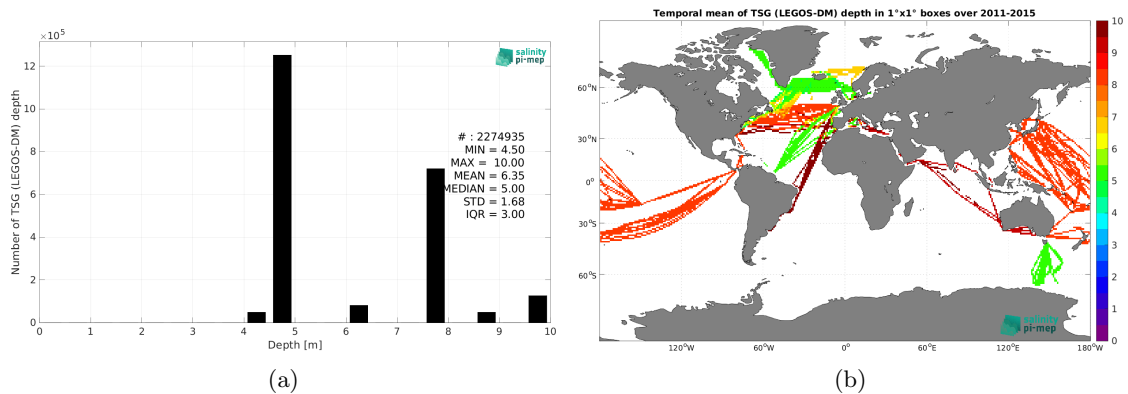 ×10⁵
salinity
pi-mep
12
10
8
6
4
2
0
Number of TSG (LEGOS-DM) depth
# : 2274935
MIN = 4.50
MAX = 10.00
MEAN = 6.35
MEDIAN = 5.00
STD = 1.68
IQR = 3.00
0 1 2 3 4 5 6 7 8 9 10
Depth [m]
(a)
Temporal mean of TSG (LEGOS-DM) depth in 1°x1° boxes over 2011-2015
60°N
30°N
0°
30°S
60°S
120°W 60°W 0° 60°E 120°E 180°W
salinity
pi-mep
10
9
8
7
6
5
4
3
2
1
0
(b)